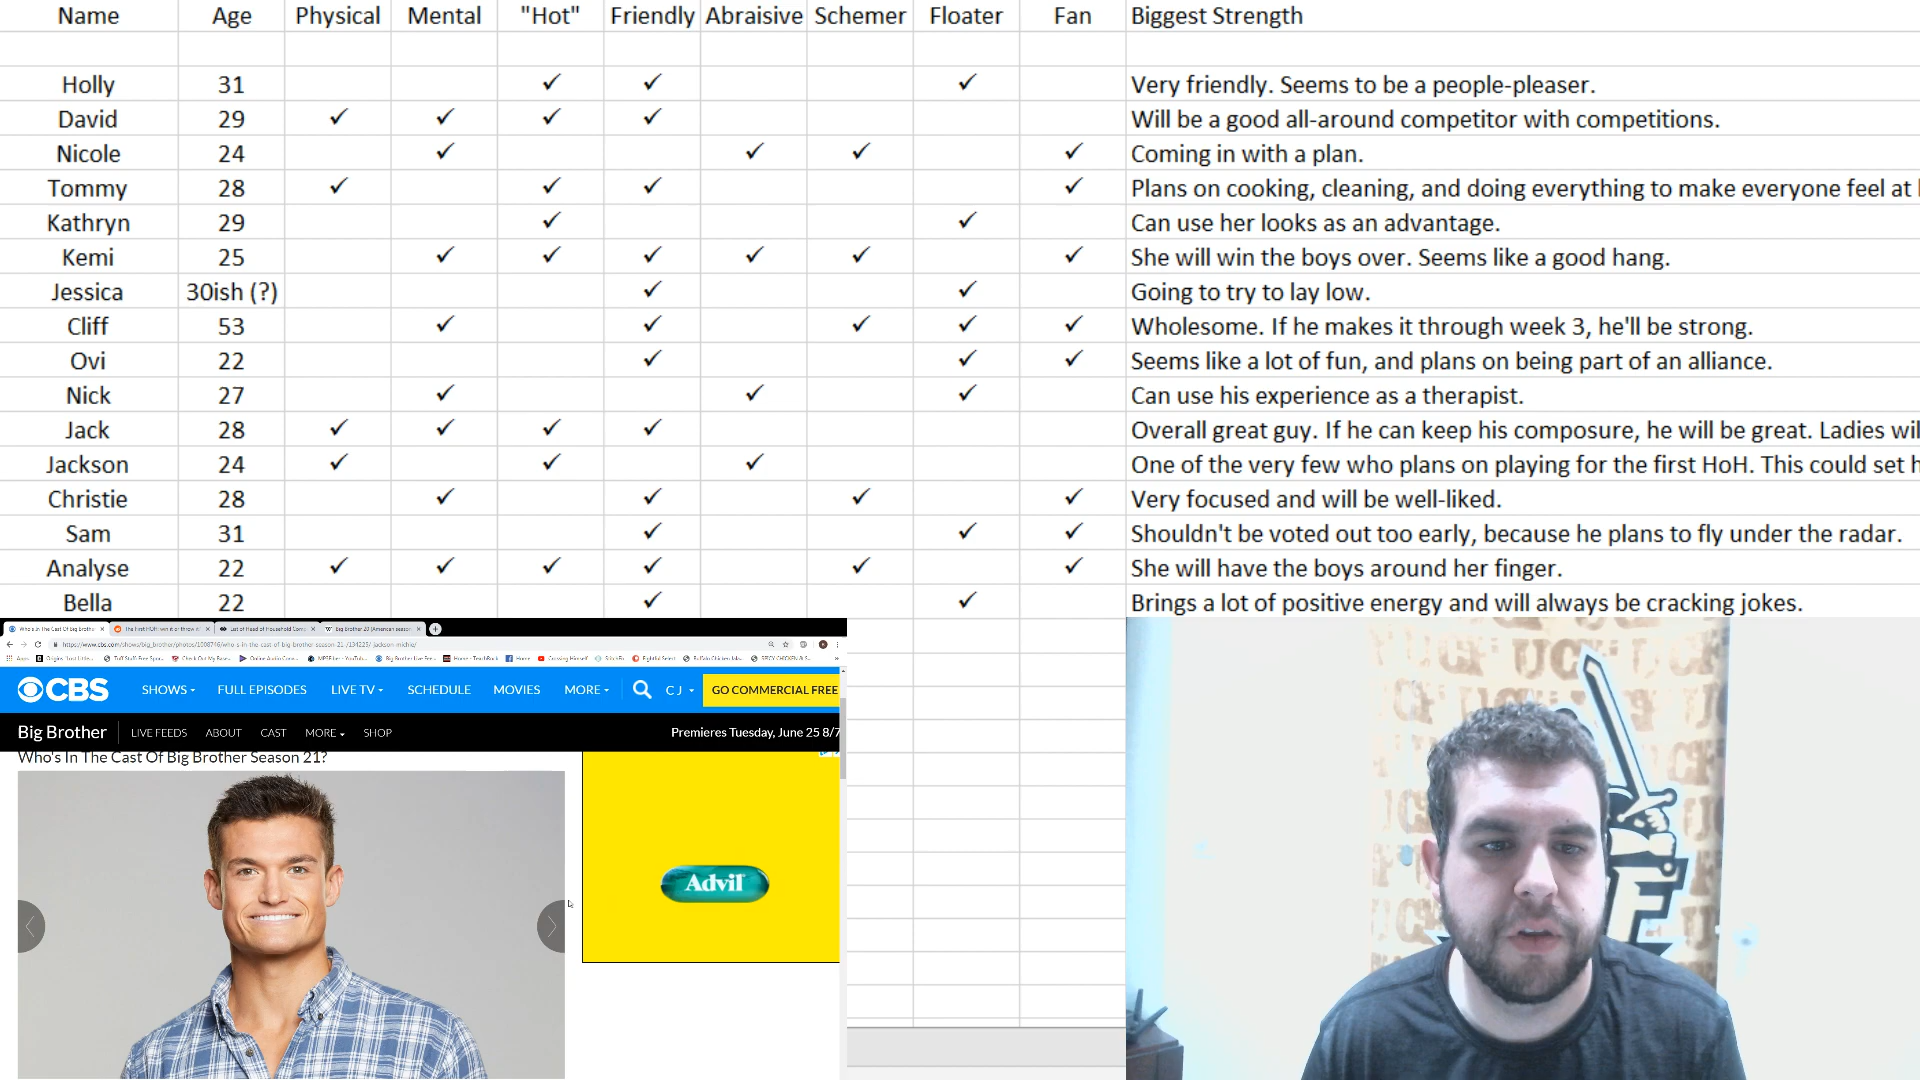 Name Age Physical Mental "Hot" Friendly Abraisive Schemer Floater Fan Biggest Strength
Holly 31 ✓ ✓ ✓ Very friendly. Seems to be a people-pleaser.
David 29 ✓ ✓ ✓ ✓ Will be a good all-around competitor with competitions.
Nicole 24 ✓ ✓ ✓ ✓ Coming in with a plan.
Tommy 28 ✓ ✓ ✓ ✓ Plans on cooking, cleaning, and doing everything to make everyone feel at
Kathryn 29 ✓ ✓ Can use her looks as an advantage.
Kemi 25 ✓ ✓ ✓ ✓ ✓ ✓ She will win the boys over. Seems like a good hang.
Jessica 30ish (?) ✓ ✓ Going to try to lay low.
Cliff 53 ✓ ✓ ✓ ✓ ✓ Wholesome. If he makes it through week 3, he'll be strong.
Ovi 22 ✓ ✓ ✓ Seems like a lot of fun, and plans on being part of an alliance.
Nick 27 ✓ ✓ ✓ Can use his experience as a therapist.
Jack 28 ✓ ✓ ✓ ✓ Overall great guy. If he can keep his composure, he will be great. Ladies wil
Jackson 24 ✓ ✓ ✓ One of the very few who plans on playing for the first HoH. This could set h
Christie 28 ✓ ✓ ✓ ✓ Very focused and will be well-liked.
Sam 31 ✓ ✓ ✓ Shouldn't be voted out too early, because he plans to fly under the radar.
Analyse 22 ✓ ✓ ✓ ✓ ✓ ✓ She will have the boys around her finger.
Bella 22 ✓ ✓ Brings a lot of positive energy and will always be cracking jokes.
CBS SHOWS FULL EPISODES LIVE TV SCHEDULE MOVIES MORE C J GO COMMERCIAL FREE
Big Brother LIVE FEEDS ABOUT CAST MORE SHOP Premieres Tuesday, June 25 8/7
Who's In The Cast Of Big Brother Season 21?
Advil
UCF